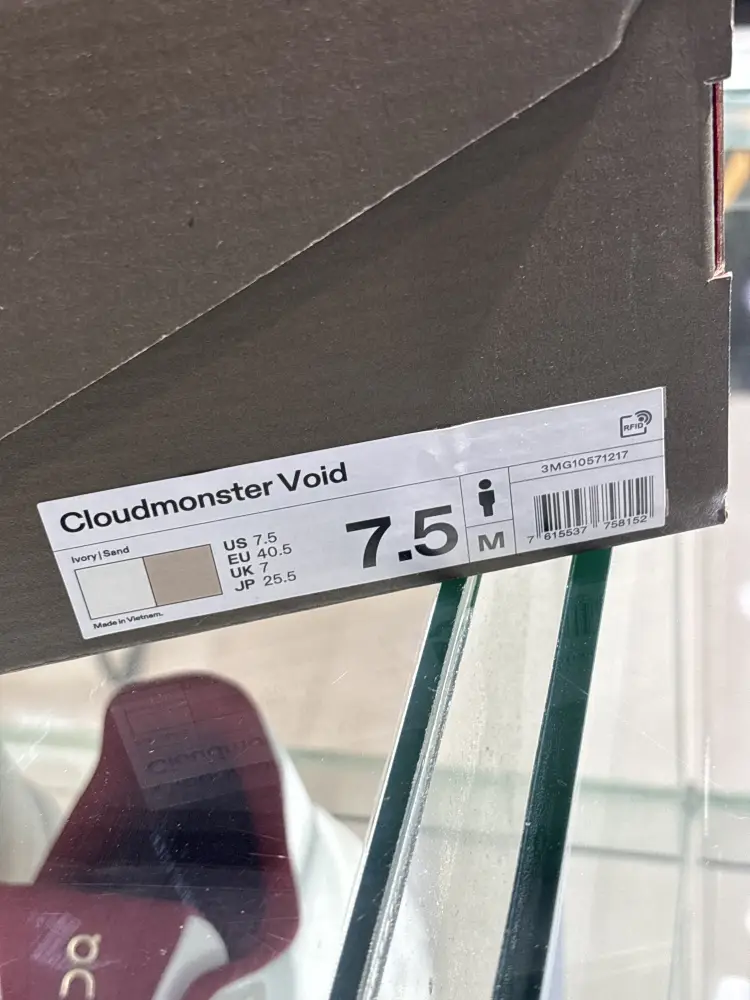 RFID
Cloudmonster Void
3MG10571217
Ivory | Sand
US 7.5
EU 40.5
UK 7
JP 25.5
7.5
M
7 615537 758152
Made in Vietnam.
Cloudmo